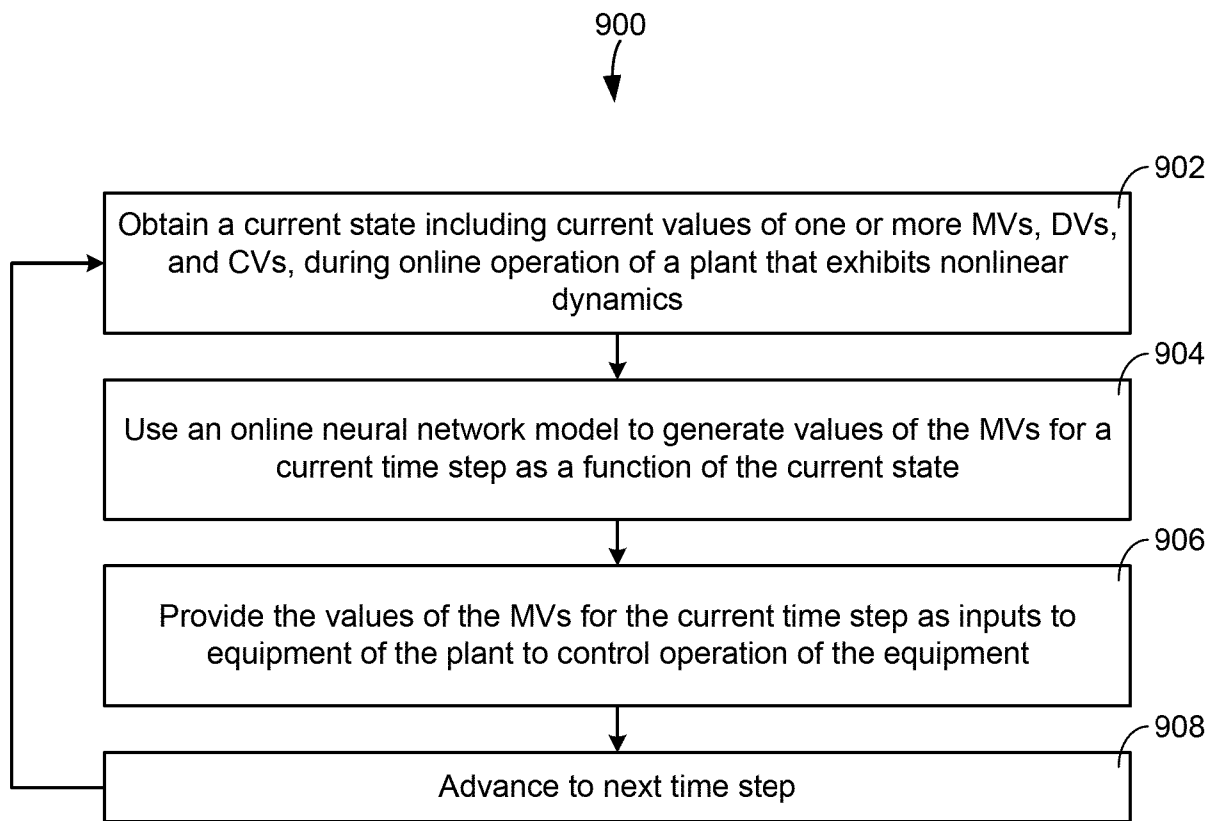 900
902
Obtain a current state including current values of one or more MVs, DVs,
and CVs, during online operation of a plant that exhibits nonlinear
dynamics
904
Use an online neural network model to generate values of the MVs for a
current time step as a function of the current state
906
Provide the values of the MVs for the current time step as inputs to
equipment of the plant to control operation of the equipment
908
Advance to next time step